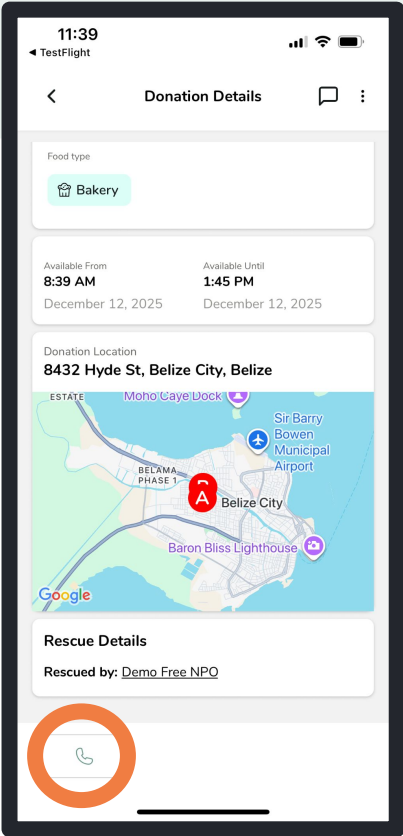 11:39
◀ TestFlight
Donation Details
Food type
Bakery
Available From
Available Until
8:39 AM
1:45 PM
December 12, 2025
December 12, 2025
Donation Location
8432 Hyde St, Belize City, Belize
ESTATE
Moho Caye Dock
Sir Barry
Bowen
Municipal
Airport
BELAMA
PHASE 1
A
Belize City
Baron Bliss Lighthouse
Google
Rescue Details
Rescued by: Demo Free NPO